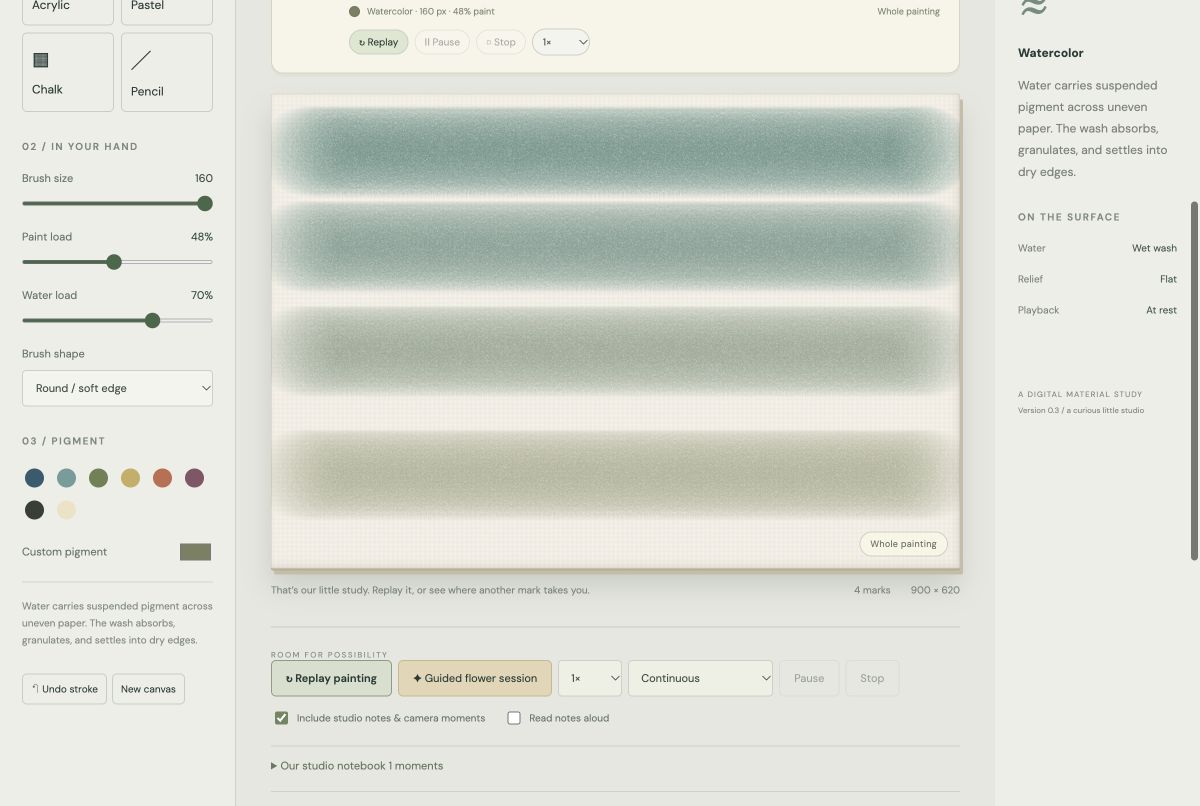 Acrylic
Pastel
Chalk
Pencil
02 / IN YOUR HAND
Brush size 160
Paint load 48%
Water load 70%
Brush shape
Round / soft edge
03 / PIGMENT
Custom pigment
Water carries suspended pigment across
uneven paper. The wash absorbs,
granulates, and settles into dry edges.
Undo stroke
New canvas
Watercolor · 160 px · 48% paint
Whole painting
↻ Replay
II Pause
▫ Stop
1×
Whole painting
That's our little study. Replay it, or see where another mark takes you.
4 marks
900 × 620
ROOM FOR POSSIBILITY
↻ Replay painting
✦ Guided flower session
1×
Continuous
Pause
Stop
Include studio notes & camera moments
Read notes aloud
▶ Our studio notebook 1 moments
Watercolor
Water carries suspended
pigment across uneven
paper. The wash absorbs,
granulates, and settles into
dry edges.
ON THE SURFACE
Water Wet wash
Relief Flat
Playback At rest
A DIGITAL MATERIAL STUDY
Version 0.3 / a curious little studio